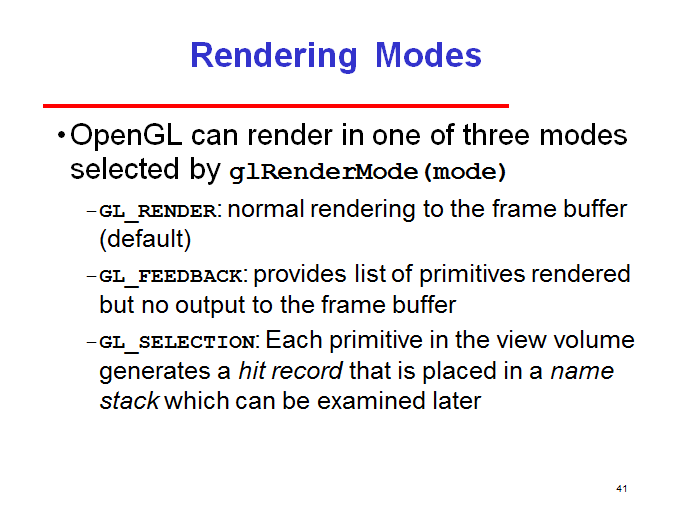 Rendering Modes
• OpenGL can render in one of three modes
selected by glRenderMode(mode)
–GL_RENDER: normal rendering to the frame buffer
(default)
–GL_FEEDBACK: provides list of primitives rendered
but no output to the frame buffer
–GL_SELECTION: Each primitive in the view volume
generates a hit record that is placed in a name
stack which can be examined later
41